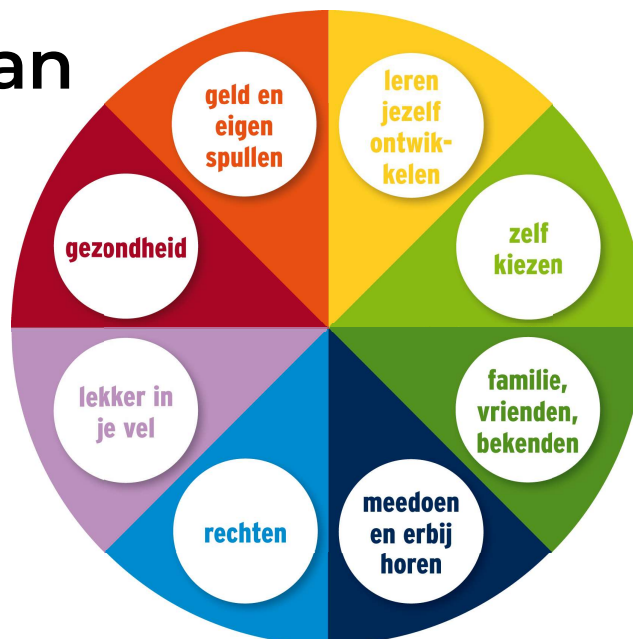 an
geld en
eigen
spullen
leren
jezelf
ontwik-
kelen
zelf
kiezen
familie,
vrienden,
bekenden
meedoen
en erbij
horen
rechten
lekker in
je vel
gezondheid